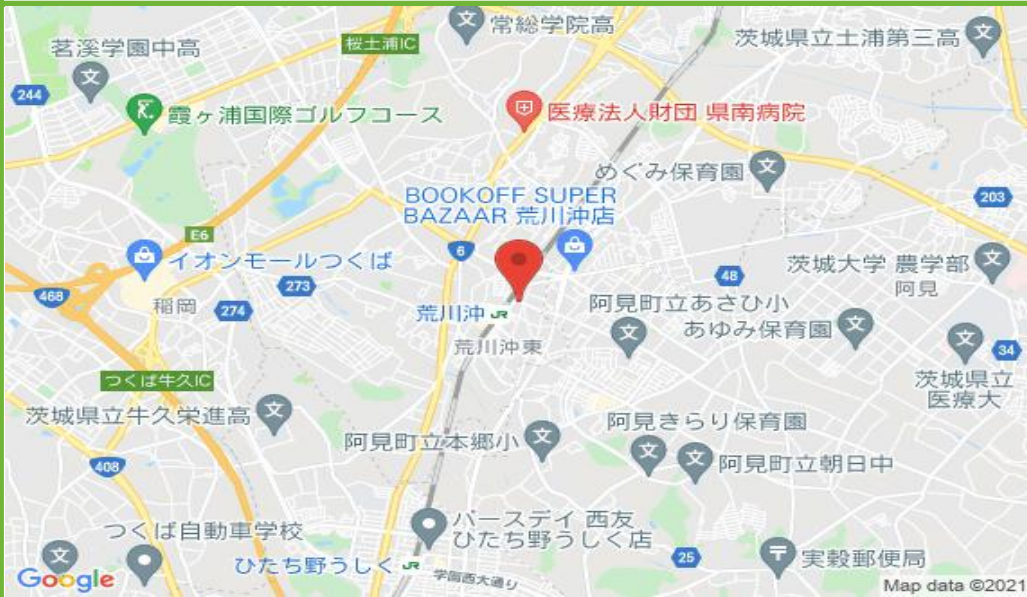 常総学院高
茗溪学園中高
桜土浦IC
茨城県立土浦第三高
244
霞ヶ浦国際ゴルフコース
医療法人財団 県南病院
めぐみ保育園
BOOKOFF SUPER
BAZAAR 荒川沖店
203
E6
6
イオンモールつくば
48
茨城大学 農学部
阿見
468
稲岡
273
274
荒川沖 JR
阿見町立あさひ小
あゆみ保育園
荒川沖東
34
つくば牛久IC
茨城県立
医療大
茨城県立牛久栄進高
阿見町立本郷小
阿見きらり保育園
408
阿見町立朝日中
つくば自動車学校
バースデイ 西友
ひたち野うしく店
ひたち野うしく JR
学園西大通り
25
実穀郵便局
Google
Map data ©2021